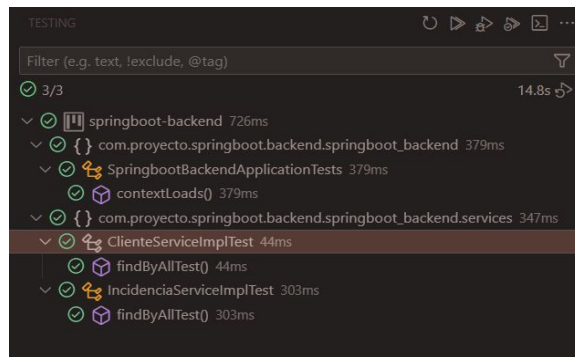 TESTING
Filter (e.g. text, !exclude, @tag)
3/3 14.8s
springboot-backend 726ms
{ } com.proyecto.springboot.backend.springboot_backend 379ms
SpringbootBackendApplicationTests 379ms
contextLoads() 379ms
{ } com.proyecto.springboot.backend.springboot_backend.services 347ms
ClienteServiceImplTest 44ms
findByAllTest() 44ms
IncidenciaServiceImplTest 303ms
findByAllTest() 303ms